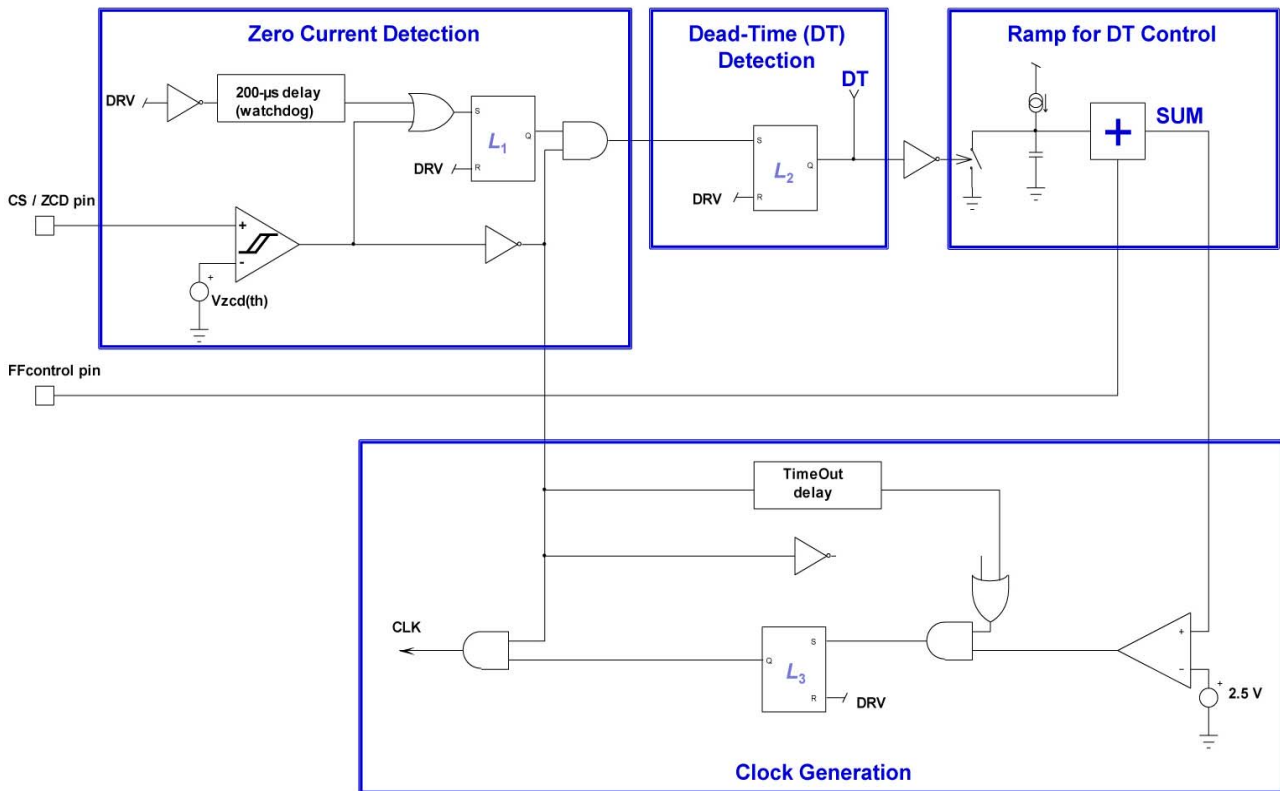 Zero Current Detection
DRV
200-µs delay
(watchdog)
S
L1
Q
R
DRV
CS / ZCD pin
+
-
+
Vzcd(th)
Dead-Time (DT)
Detection
DT
S
L2
Q
R
DRV
Ramp for DT Control
+
SUM
FFcontrol pin
TimeOut
delay
CLK
S
Q
L3
R
DRV
+
−
+
2.5 V
Clock Generation